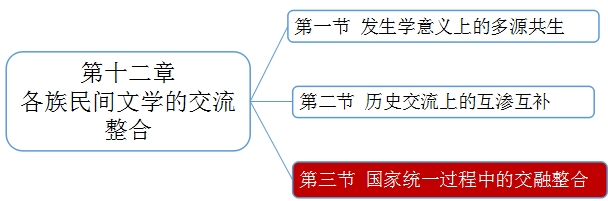 第十二章
各族民间文学的交流
整合
第一节 发生学意义上的多源共生
第二节 历史交流上的互渗互补
第三节 国家统一过程中的交融整合